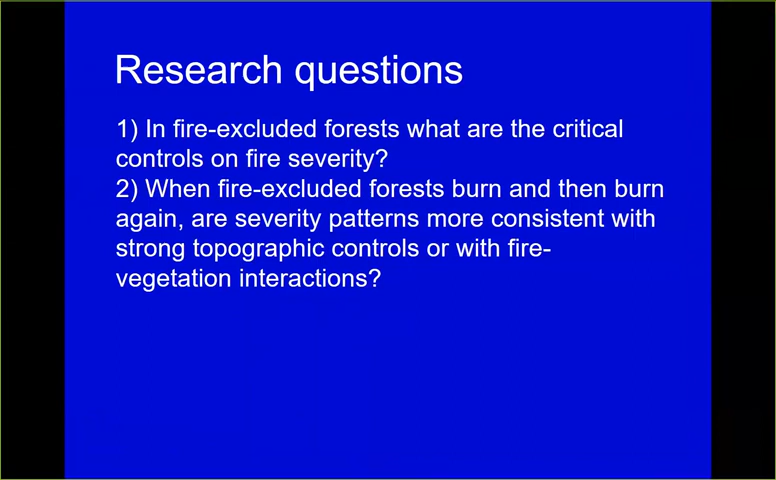 Research questions
1) In fire-excluded forests what are the critical
controls on fire severity?
2) When fire-excluded forests burn and then burn
again, are severity patterns more consistent with
strong topographic controls or with fire-
vegetation interactions?